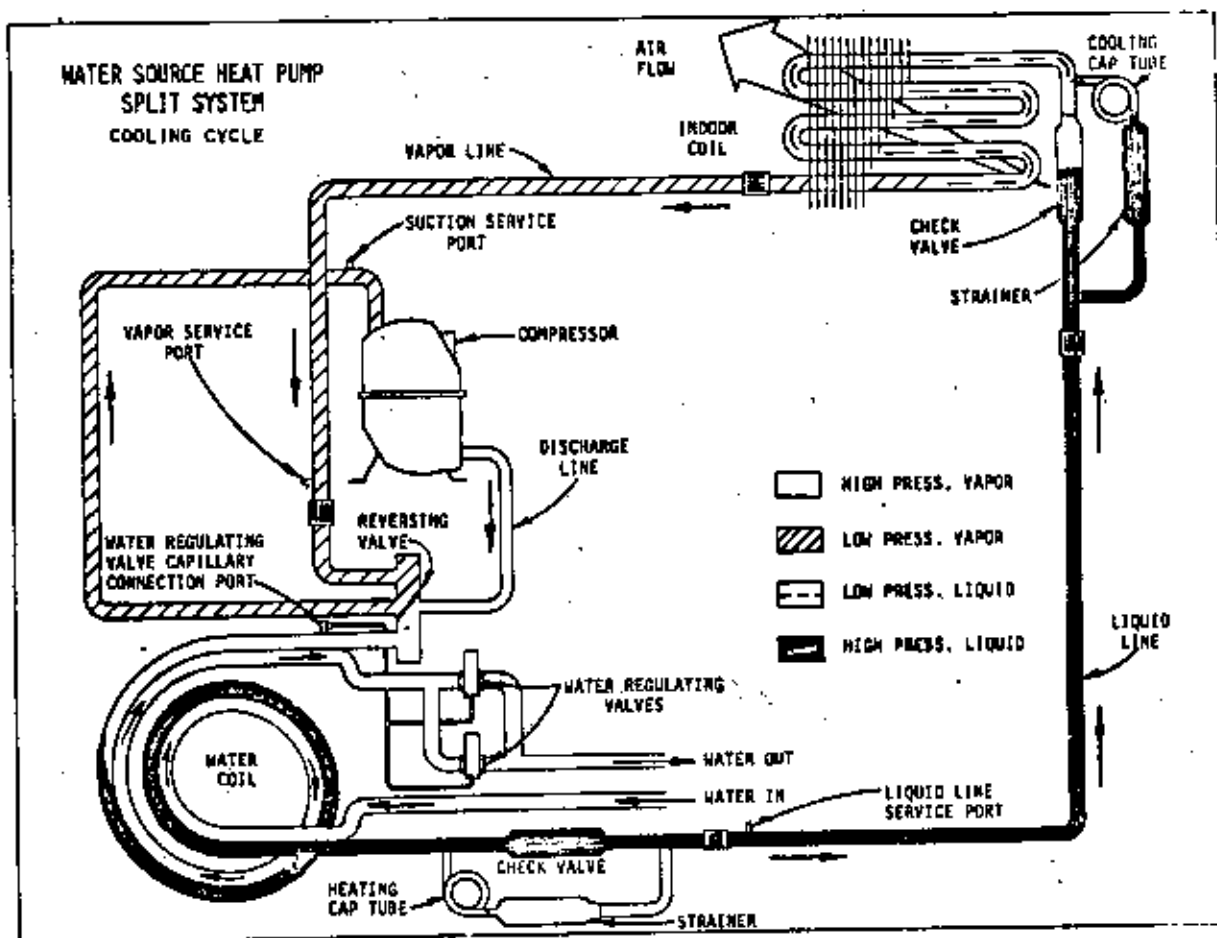 WATER SOURCE HEAT PUMP
SPLIT SYSTEM
COOLING CYCLE
AIR
FLOW
COOLING
CAP TUBE
INDOOR
COIL
VAPOR LINE
SUCTION SERVICE
PORT
CHECK
VALVE
STRAINER
VAPOR SERVICE
PORT
COMPRESSOR
DISCHARGE
LINE
REVERSING
VALVE
WATER REGULATING
VALVE CAPILLARY
CONNECTION PORT
HIGH PRESS. VAPOR
LOW PRESS. VAPOR
LOW PRESS. LIQUID
HIGH PRESS. LIQUID
LIQUID
LINE
WATER REGULATING
VALVES
WATER
COIL
WATER OUT
WATER IN
LIQUID LINE
SERVICE PORT
CHECK VALVE
HEATING
CAP TUBE
STRAINER